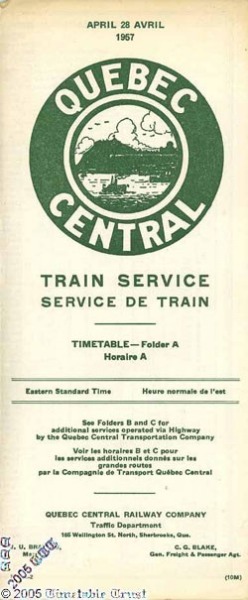 APRIL 28 AVRIL
1957
QUEBEC
CENTRAL
TRAIN SERVICE
SERVICE DE TRAIN
TIMETABLE—Folder A
Horaire A
Eastern Standard Time Heure normale de l'est
See Folders B and C for
additional services operated via Highway
by the Quebec Central Transportation Company
Voir les horaires B et C pour
les services additionnels donnés sur les
grandes routes
par la Compagnie de Transport Québec Central
QUEBEC CENTRAL RAILWAY COMPANY
Traffic Department
185 Wellington St. North, Sherbrooke, Que.
C. G. BLAKE,
Gen. Freight & Passenger Agt.
(10M)
© 2005 Timetable Trust